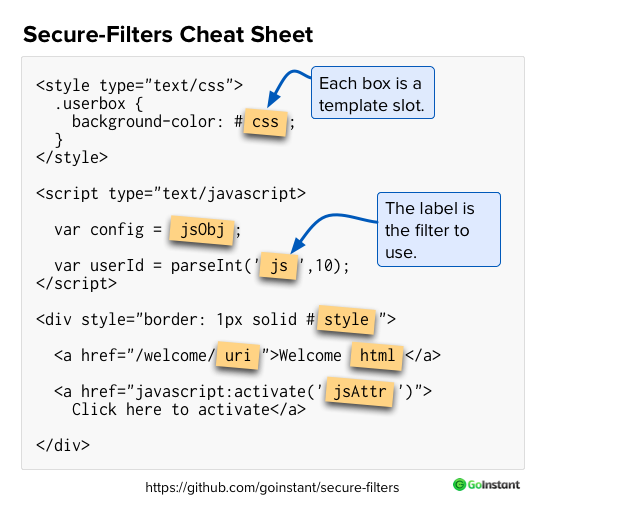 Secure-Filters Cheat Sheet
<style type="text/css">
Each box is a
template slot.
.userbox {
background-color: #css;
}
</style>
<script type="text/javascript">
The label is
the filter to
use.
var config = jsObj;
var userId = parseInt('js',10);
</script>
<div style="border: 1px solid #style">
<a href="/welcome/uri">Welcome html</a>
<a href="javascript:activate('jsAttr')">
Click here to activate</a>
</div>
https://github.com/goinstant/secure-filters
GoInstant